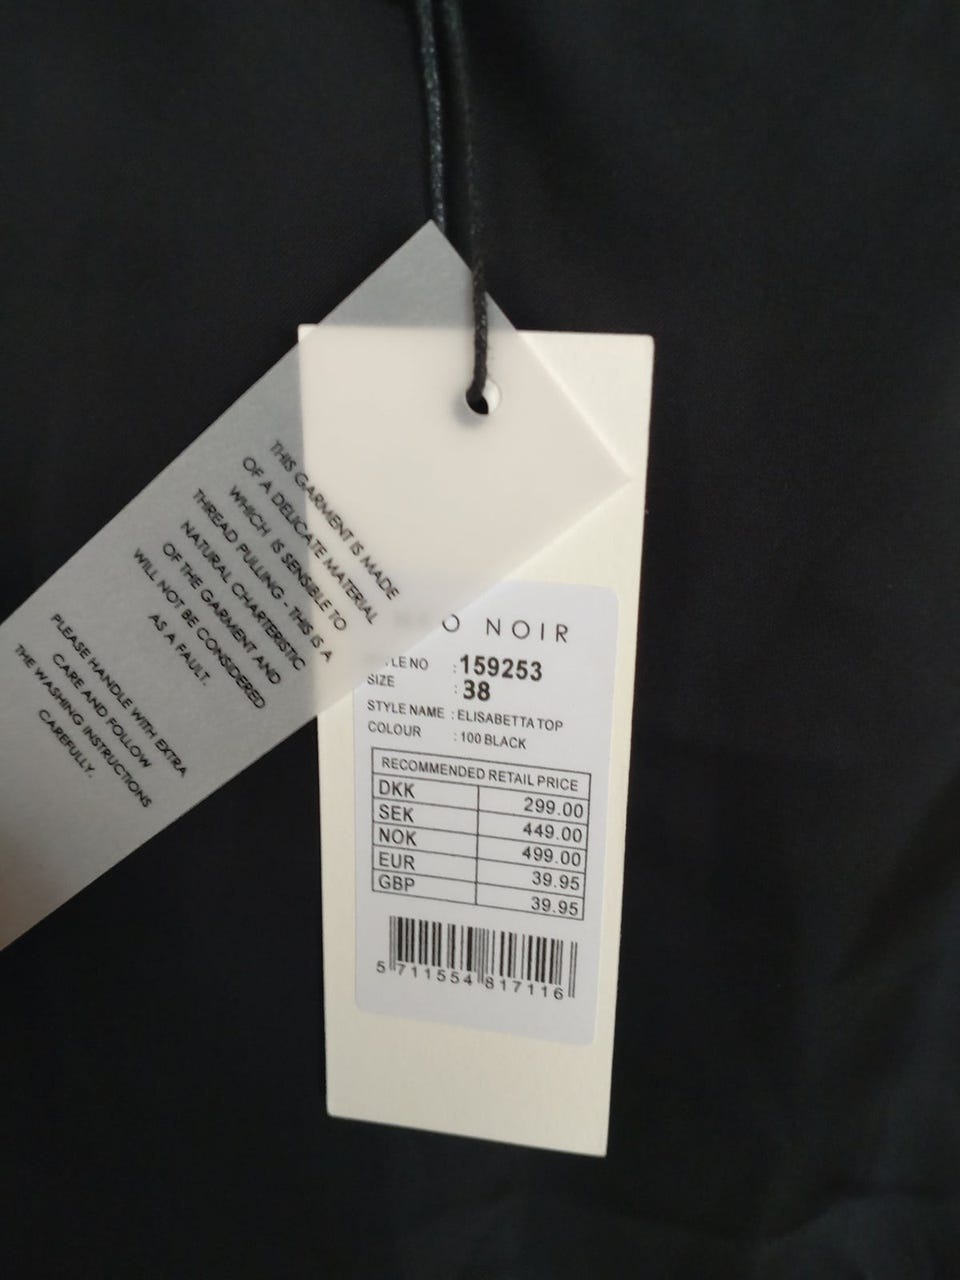 THIS GARMENT IS MADE
OF A DELICATE MATERIAL
WHICH IS SENSIBLE TO
THREAD PULLING - THIS IS A
NATURAL CHARTERISTIC
OF THE GARMENT AND
WILL NOT BE CONSIDERED
AS A FAULT.
PLEASE HANDLE WITH EXTRA
CARE AND FOLLOW
THE WASHING INSTRUCTIONS
CAREFULLY.
NOIR
LE NO : 159253
SIZE : 38
STYLE NAME : ELISABETTA TOP
COLOUR : 100 BLACK
RECOMMENDED RETAIL PRICE
DKK 299.00
SEK 449.00
NOK 499.00
EUR 39.95
GBP 39.95
5 711554 817116